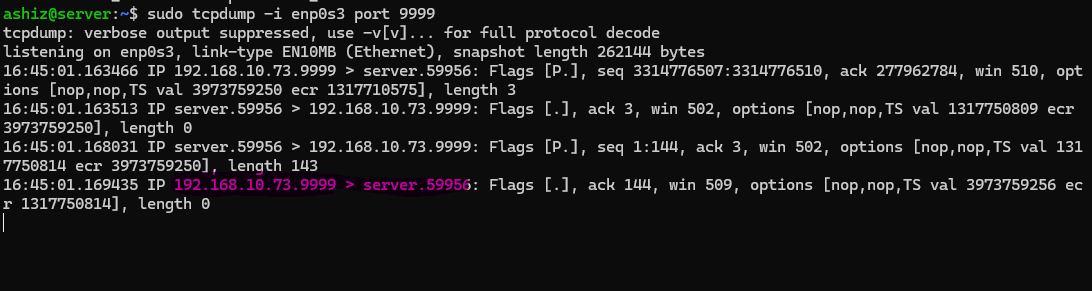 ashiz@server:~$ sudo tcpdump -i enp0s3 port 9999
tcpdump: verbose output suppressed, use -v[v]... for full protocol decode
listening on enp0s3, link-type EN10MB (Ethernet), snapshot length 262144 bytes
16:45:01.163466 IP 192.168.10.73.9999 > server.59956: Flags [P.], seq 3314776507:3314776510, ack 277962784, win 510, opt
ions [nop,nop,TS val 3973759250 ecr 1317710575], length 3
16:45:01.163513 IP server.59956 > 192.168.10.73.9999: Flags [.], ack 3, win 502, options [nop,nop,TS val 1317750809 ecr
3973759250], length 0
16:45:01.168031 IP server.59956 > 192.168.10.73.9999: Flags [P.], seq 1:144, ack 3, win 502, options [nop,nop,TS val 131
7750814 ecr 3973759250], length 143
16:45:01.169435 IP 192.168.10.73.9999 > server.59956: Flags [.], ack 144, win 509, options [nop,nop,TS val 3973759256 ec
r 1317750814], length 0